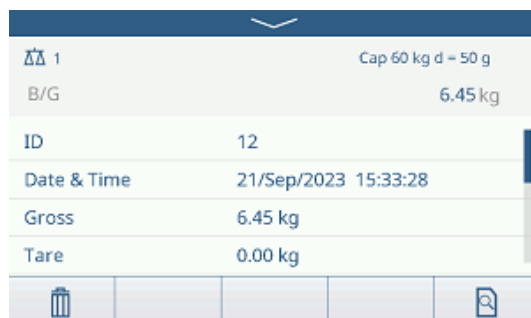 1 Cap 60 kg d = 50 g
B/G 6.45 kg
ID 12
Date & Time 21/Sep/2023 15:33:28
Gross 6.45 kg
Tare 0.00 kg